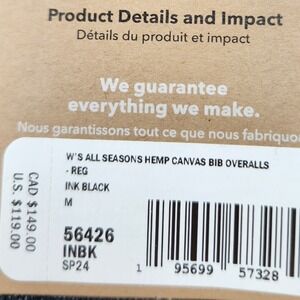 Product Details and Impact
Détails du produit et impact
We guarantee
everything we make.
Nous garantissons tout ce que nous
W'S ALL SEASONS HEMP CANVAS BIB OVERALLS
- REG
INK BLACK
M
CAD $149.00
U.S. $119.00
56426
INBK
SP24
1 95699 57328